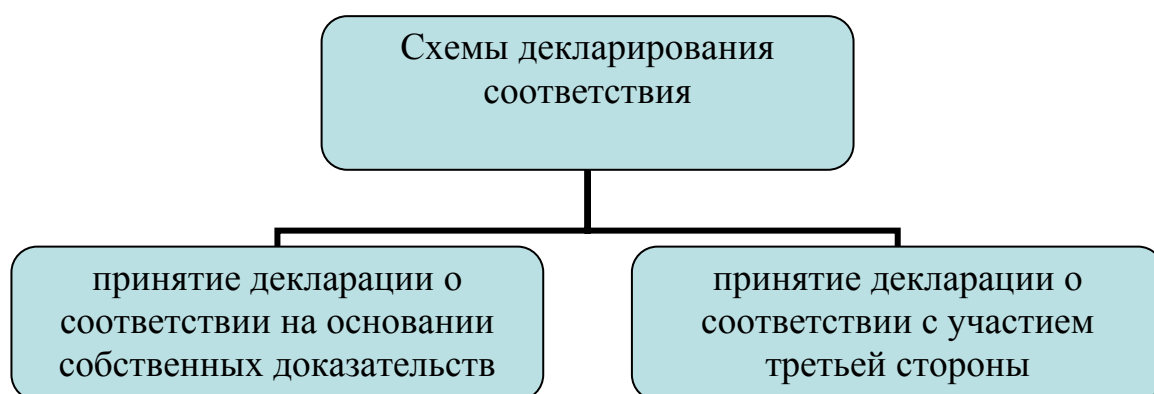 Схемы декларирования
соответствия
принятие декларации о
соответствии на основании
собственных доказательств
принятие декларации о
соответствии с участием
третьей стороны